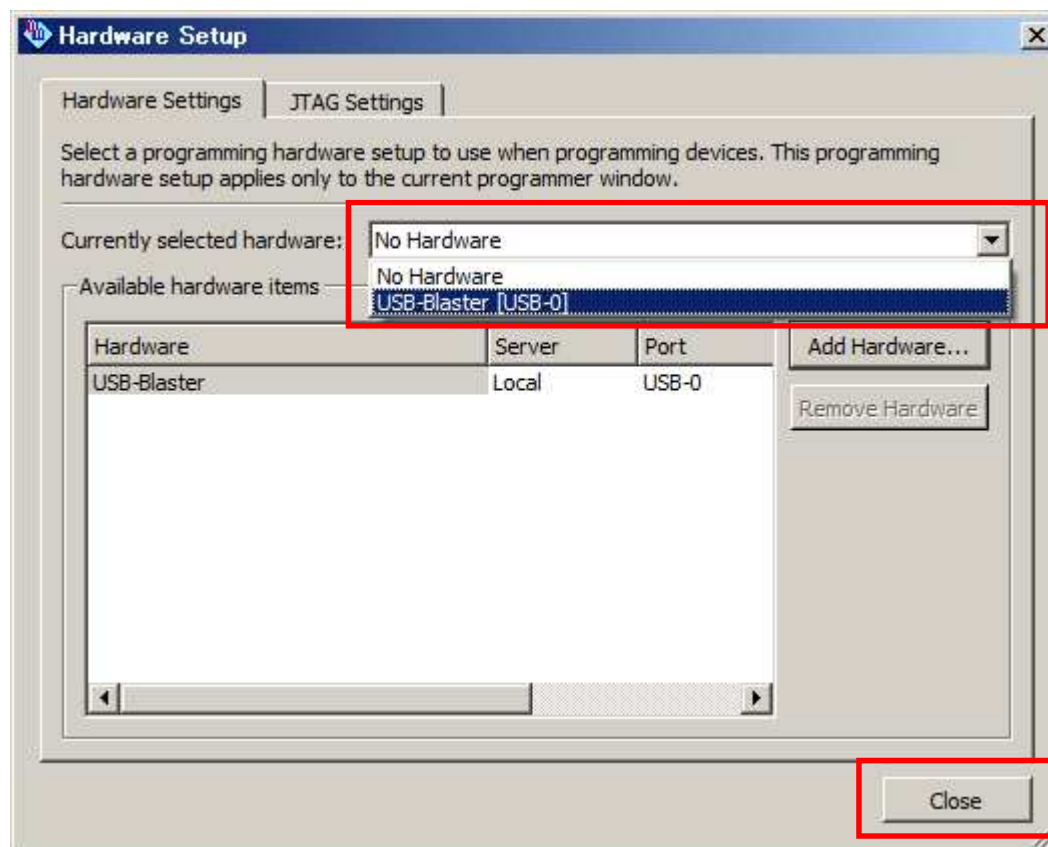 Hardware Setup
Hardware Settings
JTAG Settings
Select a programming hardware setup to use when programming devices. This programming
hardware setup applies only to the current programmer window.
Currently selected hardware:
No Hardware
No Hardware
USB-Blaster [USB-0]
Available hardware items
Hardware
Server
Port
USB-Blaster
Local
USB-0
Add Hardware...
Remove Hardware
Close